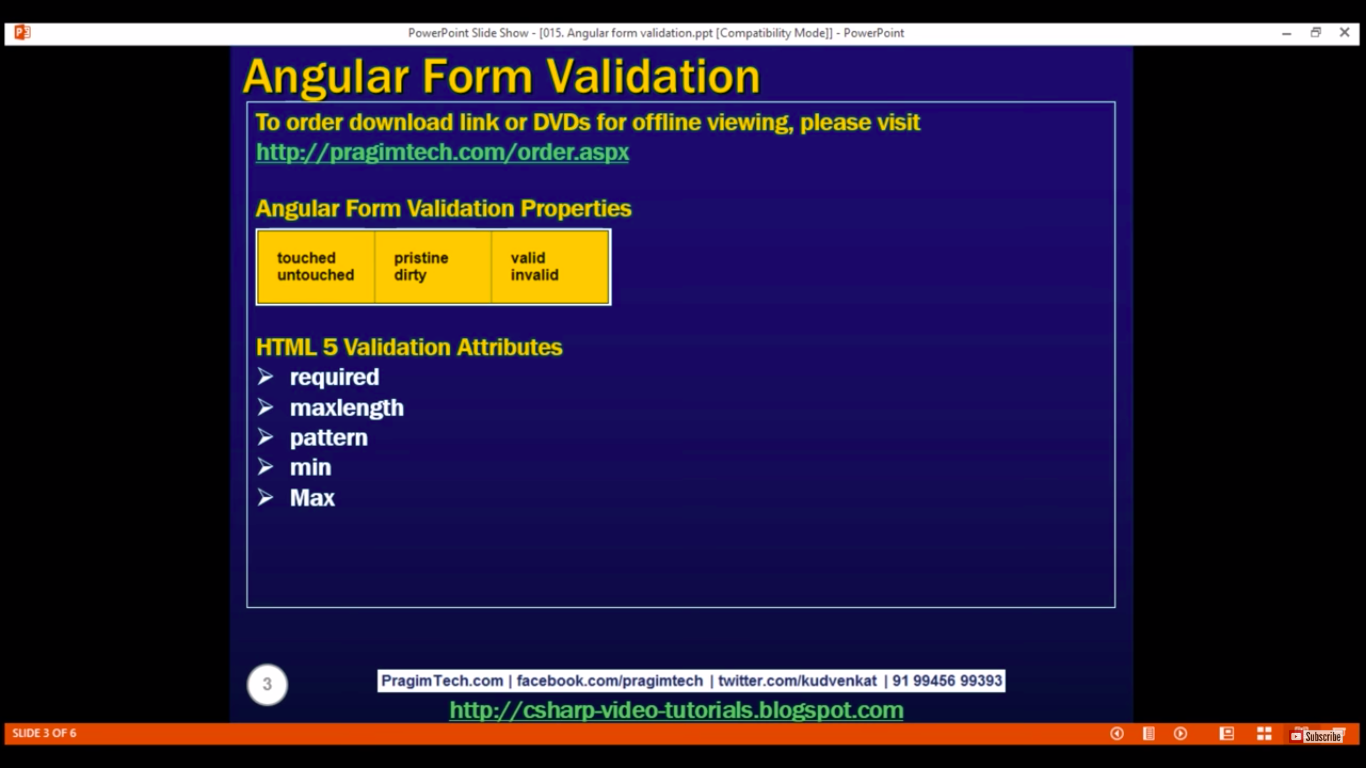 PowerPoint Slide Show - [015. Angular form validation.ppt [Compatibility Mode]] - PowerPoint
Angular Form Validation
To order download link or DVDs for offline viewing, please visit
http://pragimtech.com/order.aspx
Angular Form Validation Properties
touched pristine valid
untouched dirty invalid
HTML 5 Validation Attributes
➢ required
➢ maxlength
➢ pattern
➢ min
➢ Max
3
PragimTech.com | facebook.com/pragimtech | twitter.com/kudvenkat | 91 99456 99393
http://csharp-video-tutorials.blogspot.com
SLIDE 3 OF 6
Subscribe